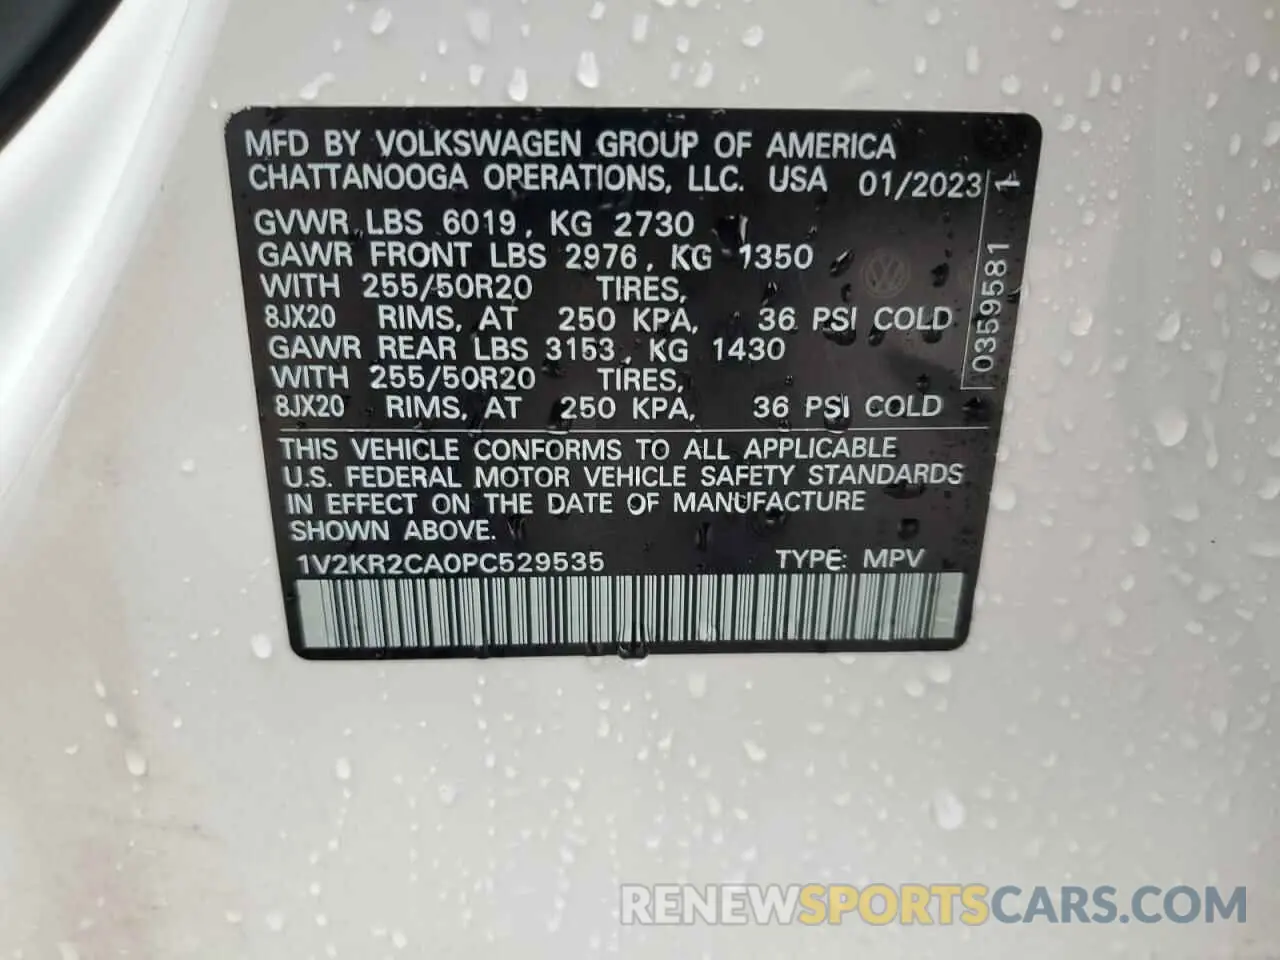 MFD BY VOLKSWAGEN GROUP OF AMERICA
CHATTANOOGA OPERATIONS, LLC. USA 01/2023
GVWR LBS 6019, KG 2730
GAWR FRONT LBS 2976, KG 1350
WITH 255/50R20 TIRES,
8JX20 RIMS, AT 250 KPA, 36 PSI COLD
GAWR REAR LBS 3153, KG 1430
WITH 255/50R20 TIRES,
8JX20 RIMS, AT 250 KPA, 36 PSI COLD
0359581 1
THIS VEHICLE CONFORMS TO ALL APPLICABLE
U.S. FEDERAL MOTOR VEHICLE SAFETY STANDARDS
IN EFFECT ON THE DATE OF MANUFACTURE
SHOWN ABOVE.
1V2KR2CA0PC529535 TYPE: MPV
RENEWSPORTSCARS.COM